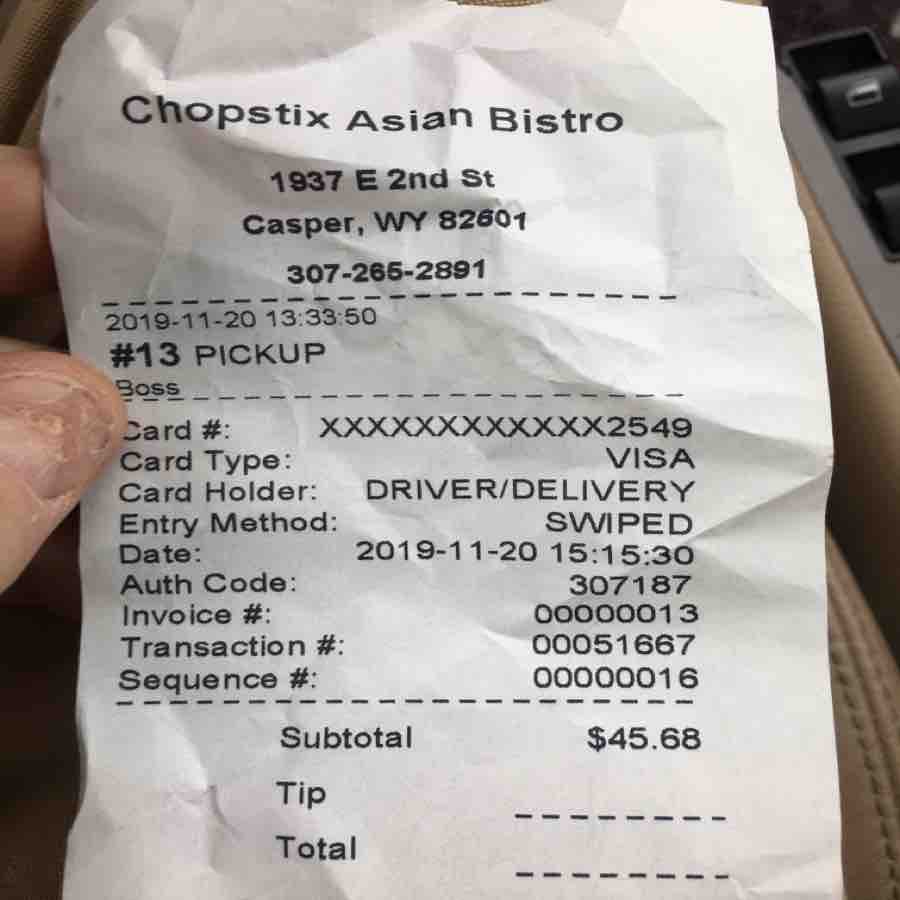 Chopstix Asian Bistro
1937 E 2nd St
Casper, WY 82601
307-265-2891
2019-11-20 13:33:50
#13 PICKUP
Boss
Card #: XXXXXXXXXXXX2549
Card Type: VISA
Card Holder: DRIVER/DELIVERY
Entry Method: SWIPED
Date: 2019-11-20 15:15:30
Auth Code: 307187
Invoice #: 00000013
Transaction #: 00051667
Sequence #: 00000016
Subtotal $45.68
Tip
Total